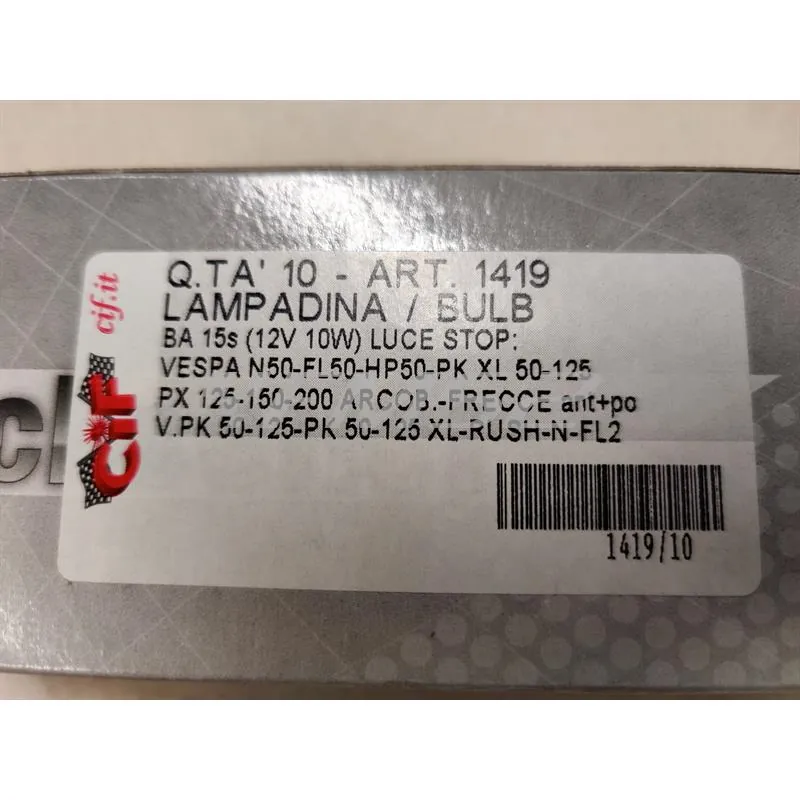 Q.TA' 10 - ART. 1419
LAMPADINA / BULB
BA 15s (12V 10W) LUCE STOP:
VESPA N50-FL50-HP50-PK XL 50-125
PX 125-150-200 ARCOB.-FRECCE ant+po
V.PK 50-125-PK 50-125 XL-RUSH-N-FL2
cif.it
CiF
1419/10